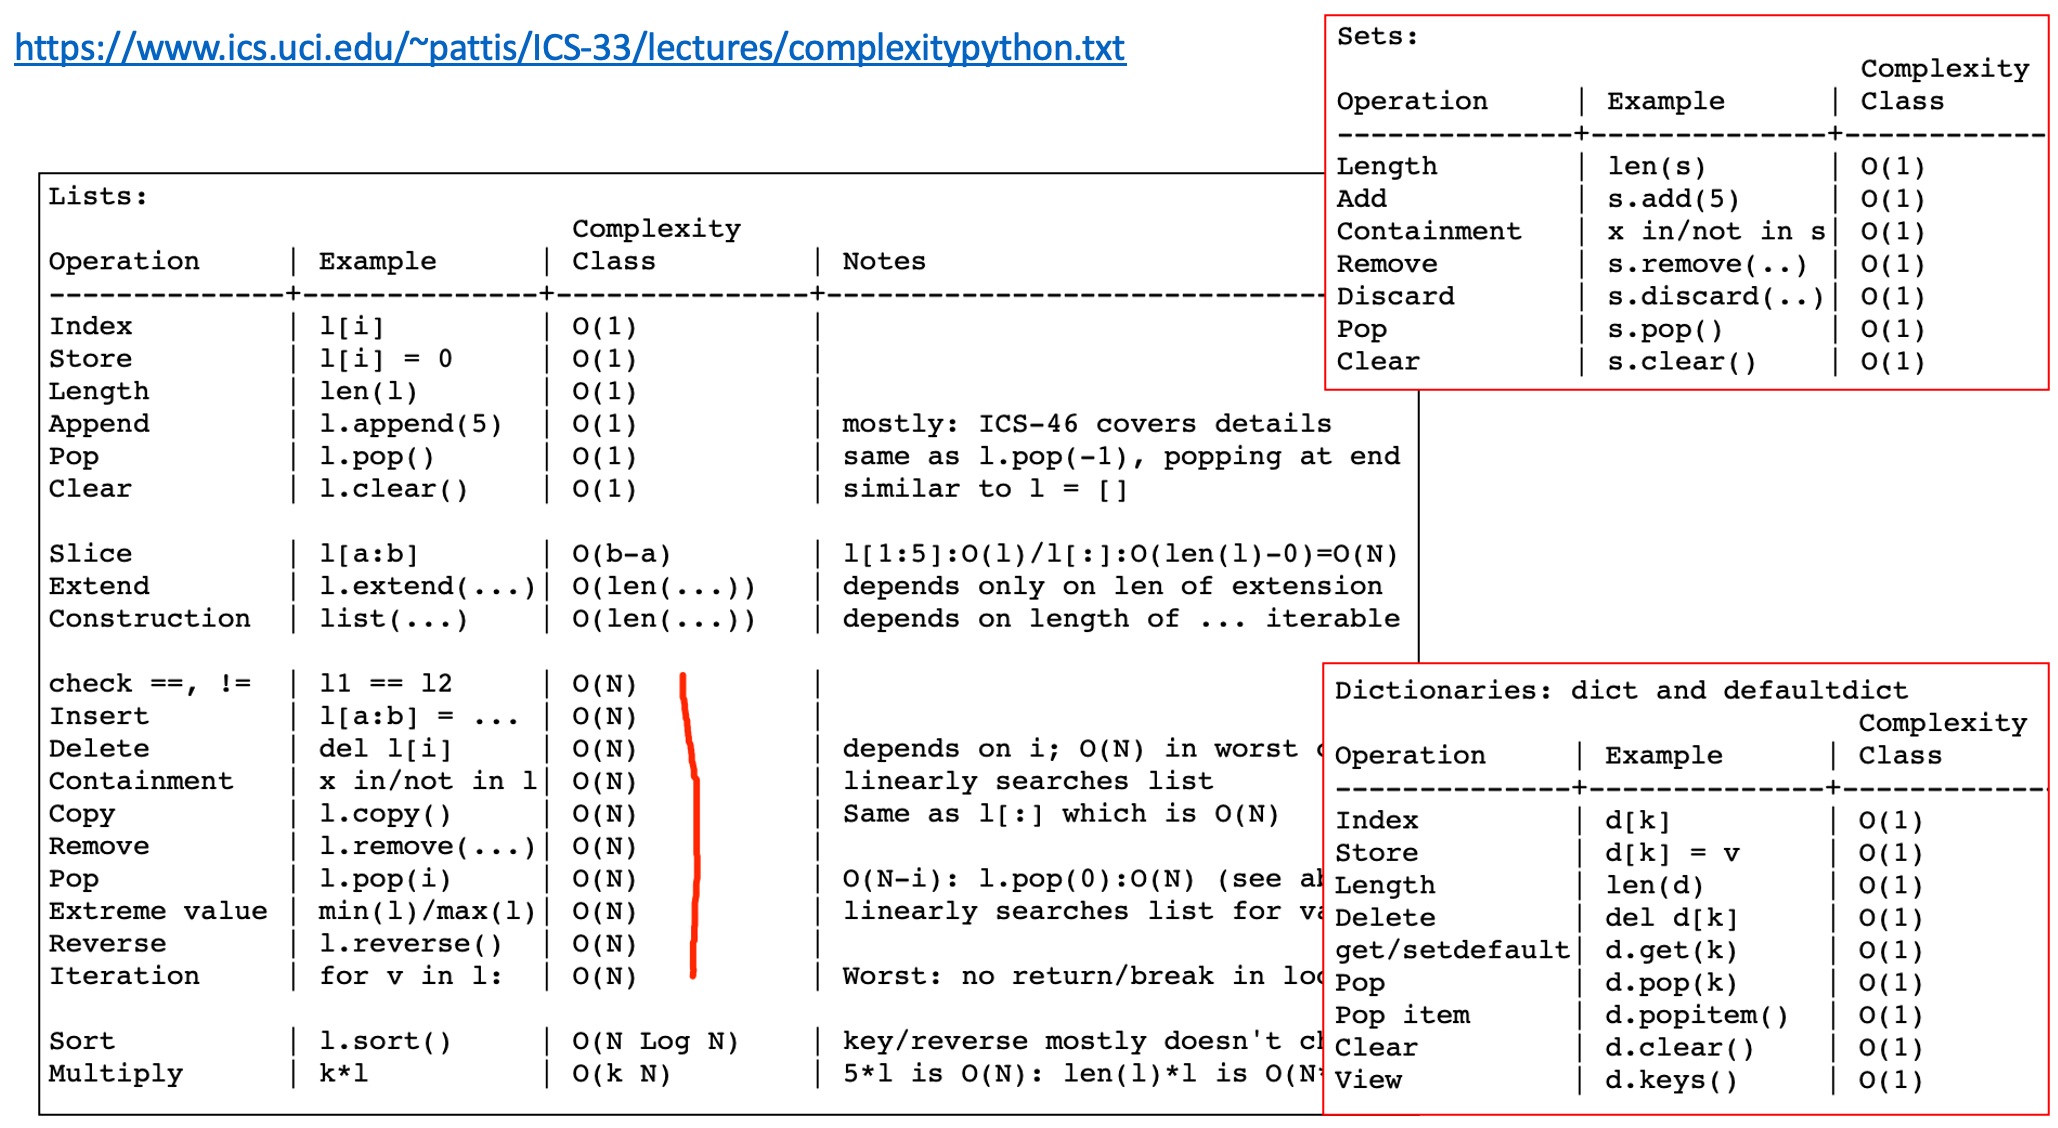 https://www.ics.uci.edu/~pattis/ICS-33/lectures/complexitypython.txt
Lists:
Complexity
Operation | Example | Class | Notes
--------------+--------------+---------------+------------------------------
Index | l[i] | O(1) |
Store | l[i] = 0 | O(1) |
Length | len(l) | O(1) |
Append | l.append(5) | O(1) | mostly: ICS-46 covers details
Pop | l.pop() | O(1) | same as l.pop(-1), popping at end
Clear | l.clear() | O(1) | similar to l = []
Slice | l[a:b] | O(b-a) | l[1:5]:O(l)/l[:]:O(len(l)-0)=O(N)
Extend | l.extend(...)| O(len(...)) | depends only on len of extension
Construction | list(...) | O(len(...)) | depends on length of ... iterable
check ==, != | l1 == l2 | O(N) |
Insert | l[a:b] = ... | O(N) |
Delete | del l[i] | O(N) | depends on i; O(N) in worst
Containment | x in/not in l| O(N) | linearly searches list
Copy | l.copy() | O(N) | Same as l[:] which is O(N)
Remove | l.remove(...)| O(N) |
Pop | l.pop(i) | O(N) | O(N-i): l.pop(0):O(N) (see
Extreme value | min(l)/max(l)| O(N) | linearly searches list for
Reverse | l.reverse() | O(N) |
Iteration | for v in l: | O(N) | Worst: no return/break in
Sort | l.sort() | O(N Log N) | key/reverse mostly doesn't
Multiply | k*l | O(k N) | 5*l is O(N): len(l)*l is
Sets:
Complexity
Operation | Example | Class
--------------+--------------+------------
Length | len(s) | O(1)
Add | s.add(5) | O(1)
Containment | x in/not in s| O(1)
Remove | s.remove(..) | O(1)
Discard | s.discard(..)| O(1)
Pop | s.pop() | O(1)
Clear | s.clear() | O(1)
Dictionaries: dict and defaultdict
Complexity
Operation | Example | Class
--------------+--------------+------------
Index | d[k] | O(1)
Store | d[k] = v | O(1)
Length | len(d) | O(1)
Delete | del d[k] | O(1)
get/setdefault| d.get(k) | O(1)
Pop | d.pop(k) | O(1)
Pop item | d.popitem() | O(1)
Clear | d.clear() | O(1)
View | d.keys() | O(1)